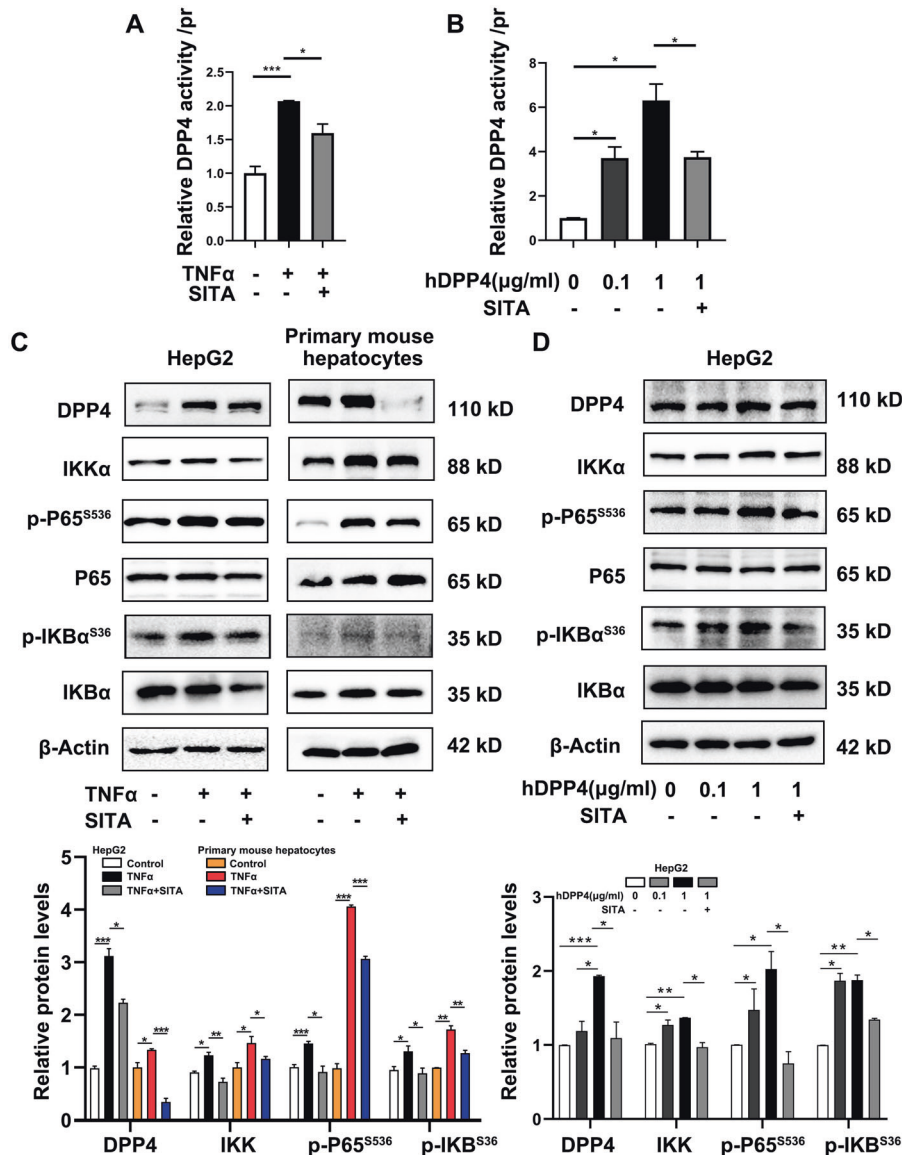 A
Relative DPP4 activity /pr
2.5
2.0
1.5
1.0
0.5
0.0
***
*
TNFα - + +
SITA - - +
B
Relative DPP4 activity /pr
8
6
4
2
0
*
*
*
hDPP4(μg/ml) 0 0.1 1 1
SITA - - - +
C
HepG2
Primary mouse
hepatocytes
DPP4 110 kD
IKKα 88 kD
p-P65S536 65 kD
P65 65 kD
p-IKBαS36 35 kD
IKBα 35 kD
β-Actin 42 kD
TNFα - + + - + +
SITA - - + - - +
Relative protein levels
5
4
3
2
1
0
HepG2
Control
TNFα
TNFα+SITA
Primary mouse hepatocytes
Control
TNFα
TNFα+SITA
*** * * ***
* ** * *
*** * *** ***
* * ** **
DPP4 IKK p-P65S536 p-IKBS36
D
HepG2
DPP4 110 kD
IKKα 88 kD
p-P65S536 65 kD
P65 65 kD
p-IKBαS36 35 kD
IKBα 35 kD
β-Actin 42 kD
hDPP4(μg/ml) 0 0.1 1 1
SITA - - - +
HepG2
hDPP4(μg/ml) 0 0.1 1 1
SITA - - - +
Relative protein levels
3
2
1
0
*** * *
** * *
* * *
** * *
DPP4 IKK p-P65S536 p-IKBS36